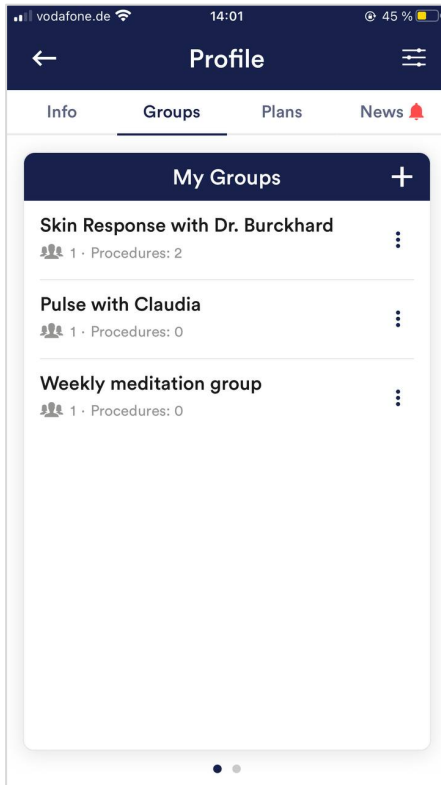 vodafone.de 14:01 45 %
Profile
Info Groups Plans News
My Groups
Skin Response with Dr. Burckhard
1 · Procedures: 2
Pulse with Claudia
1 · Procedures: 0
Weekly meditation group
1 · Procedures: 0